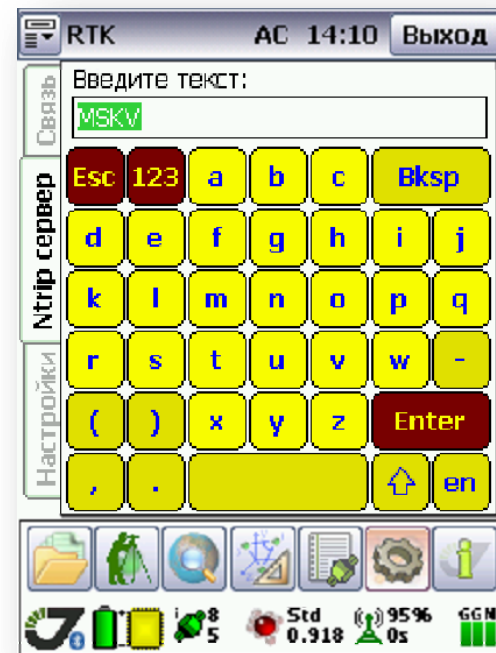 RTK AC 14:10 Выход
Связь
Ntrip сервер
Настройки
Введите текст:
MSKV
Esc 123 a b c Bksp
d e f g h i j
k l m n o p q
r s t u v w -
( ) x y z Enter
, . en
8
5
Std
0.918
95%
0s
GGN